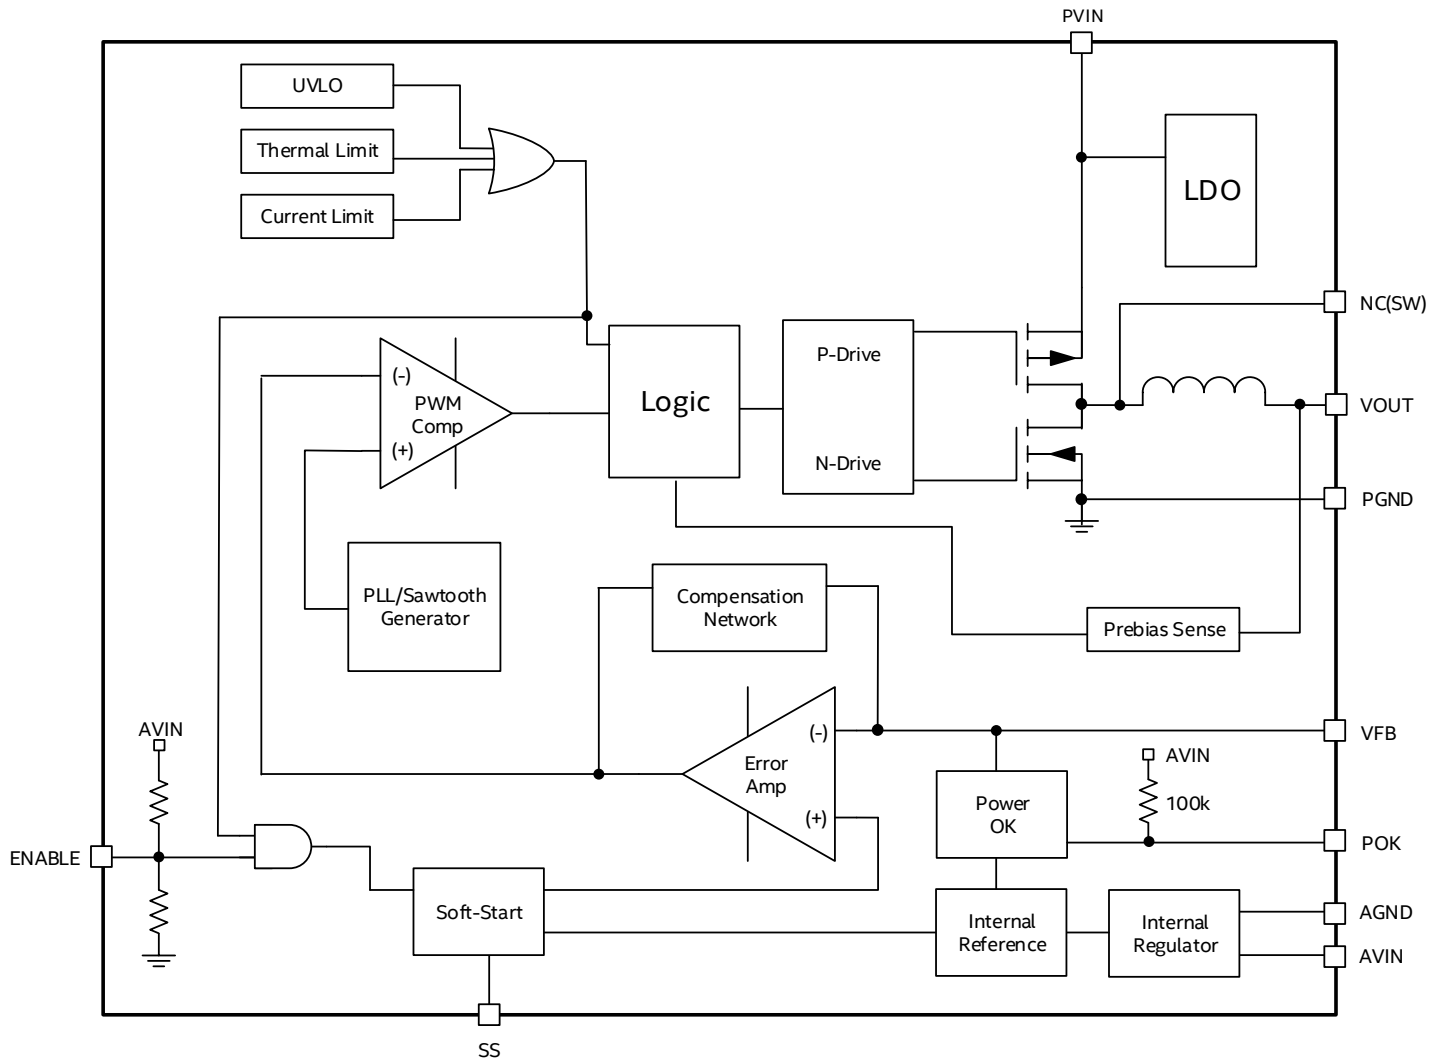 PVIN
UVLO
Thermal Limit
Current Limit
LDO
NC(SW)
(-)
PWM
Comp
(+)
Logic
P-Drive
N-Drive
VOUT
PGND
PLL/Sawtooth
Generator
Compensation
Network
Prebias Sense
AVIN
(-)
Error
Amp
(+)
VFB
AVIN
100k
Power
OK
POK
ENABLE
Soft-Start
Internal
Reference
Internal
Regulator
AGND
AVIN
SS